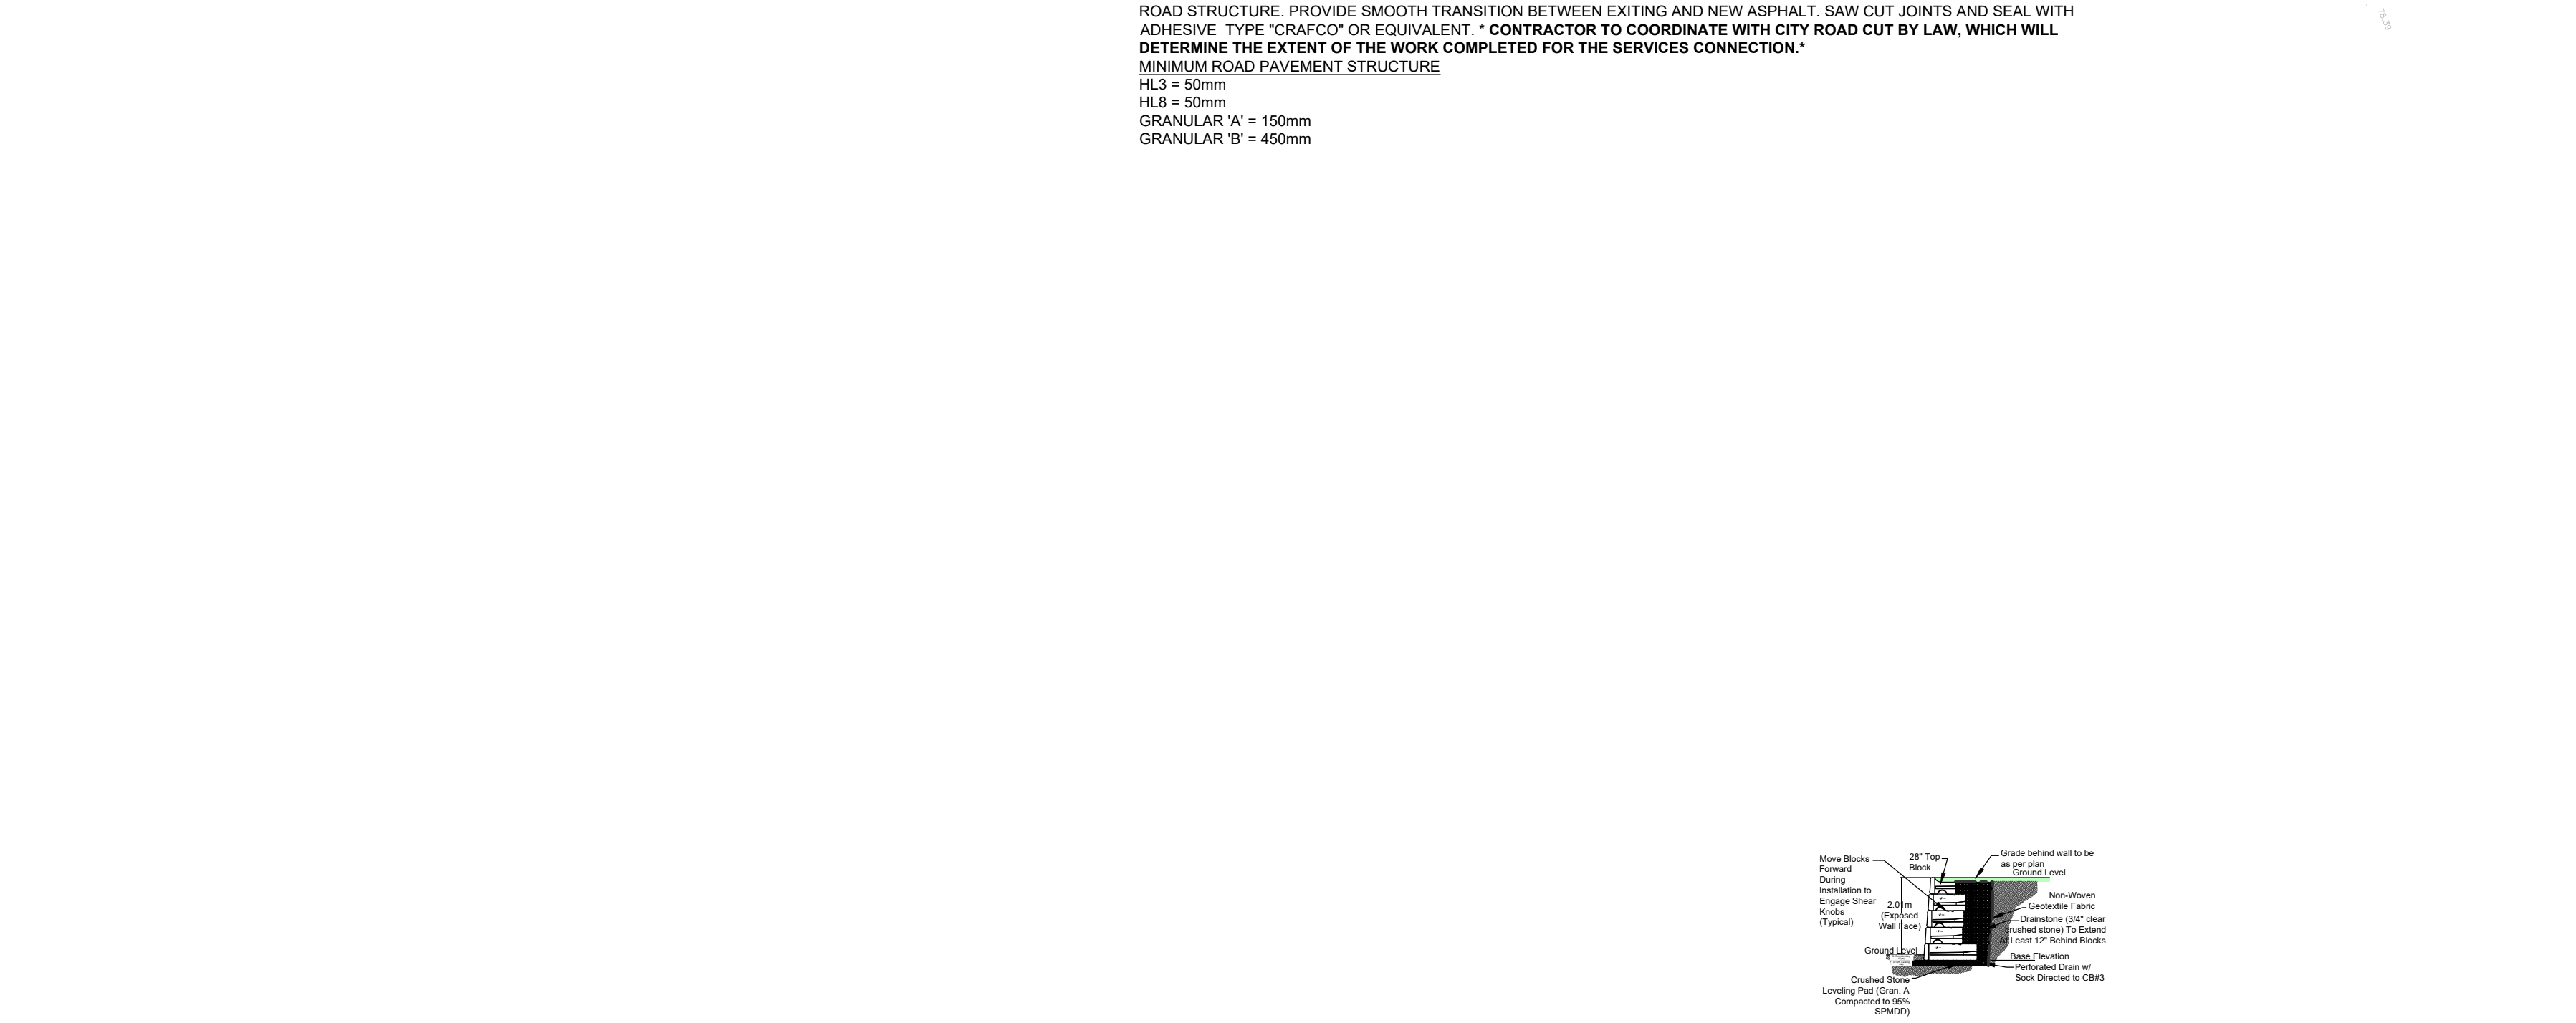 ROAD STRUCTURE. PROVIDE SMOOTH TRANSITION BETWEEN EXITING AND NEW ASPHALT. SAW CUT JOINTS AND SEAL WITH
ADHESIVE TYPE "CRAFCO" OR EQUIVALENT. * CONTRACTOR TO COORDINATE WITH CITY ROAD CUT BY LAW, WHICH WILL
DETERMINE THE EXTENT OF THE WORK COMPLETED FOR THE SERVICES CONNECTION.*
MINIMUM ROAD PAVEMENT STRUCTURE
HL3 = 50mm
HL8 = 50mm
GRANULAR 'A' = 150mm
GRANULAR 'B' = 450mm
78.39
Move Blocks
Forward
During
Installation to
Engage Shear
Knobs
(Typical)
28" Top
Block
Grade behind wall to be
as per plan
Ground Level
2.01m
(Exposed
Wall Face)
Non-Woven
Geotextile Fabric
Drainstone (3/4" clear
crushed stone) To Extend
At Least 12" Behind Blocks
Ground Level
Base Elevation
Perforated Drain w/
Sock Directed to CB#3
Crushed Stone
Leveling Pad (Gran. A
Compacted to 95%
SPMDD)